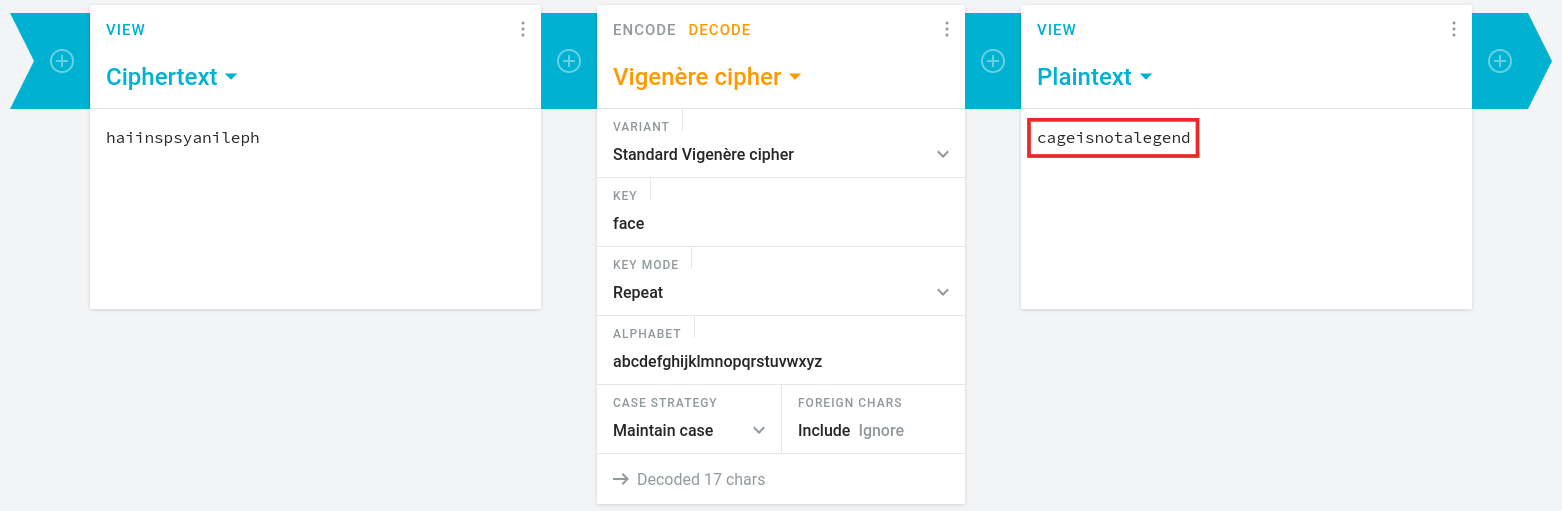 VIEW
Ciphertext
haiinspsyanileph
ENCODE DECODE
Vigenère cipher
VARIANT
Standard Vigenère cipher
KEY
face
KEY MODE
Repeat
ALPHABET
abcdefghijklmnopqrstuvwxyz
CASE STRATEGY
Maintain case
FOREIGN CHARS
Include Ignore
Decoded 17 chars
VIEW
Plaintext
cageisnotalegend